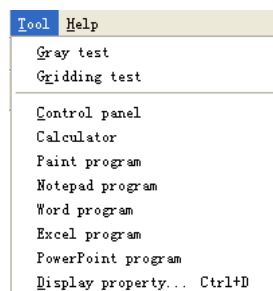 Tool Help
Gray test
Gridding test
Control panel
Calculator
Paint program
Notepad program
Word program
Excel program
PowerPoint program
Display property... Ctrl+D